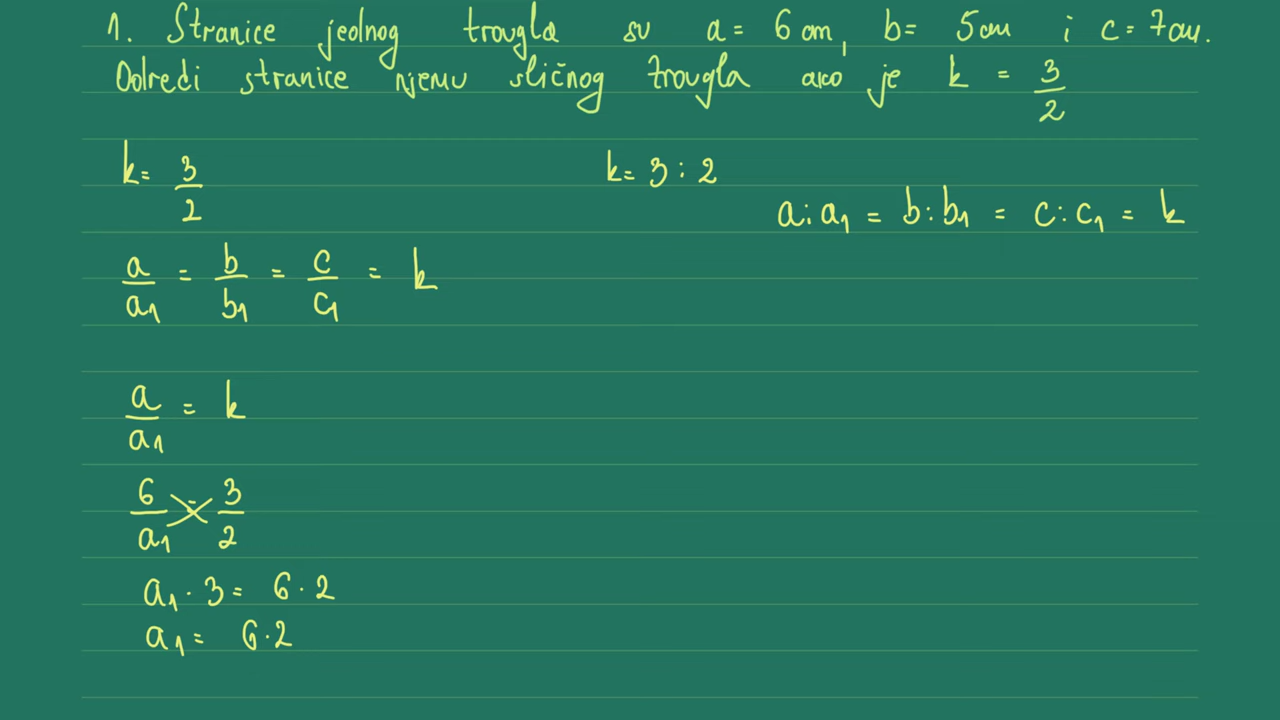 1. Stranice jednog trougla su a = 6 cm, b = 5 cm i c = 7 cm.
Odredi stranice njemu sličnog trougla ako je k = 3/2
k = 3/2
k = 3 : 2
a : a₁ = b : b₁ = c : c₁ = k
a/a₁ = b/b₁ = c/c₁ = k
a/a₁ = k
6/a₁ = 3/2
a₁ · 3 = 6 · 2
a₁ = 6 · 2